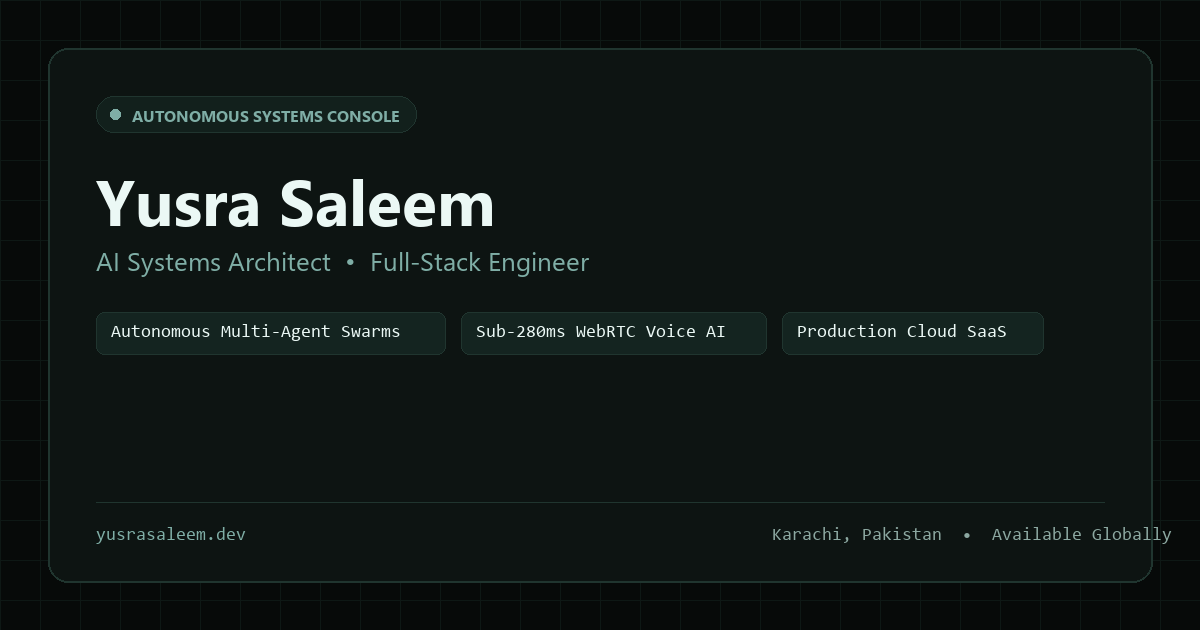 AUTONOMOUS SYSTEMS CONSOLE
Yusra Saleem
AI Systems Architect • Full-Stack Engineer
Autonomous Multi-Agent Swarms
Sub-280ms WebRTC Voice AI
Production Cloud SaaS
yusrasaleem.dev
Karachi, Pakistan • Available Globally